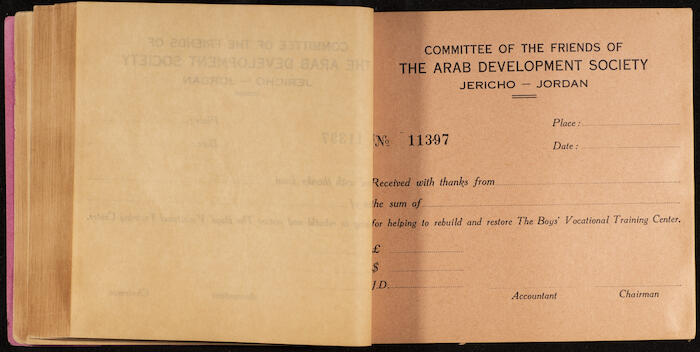 COMMITTEE OF THE FRIENDS OF
THE ARAB DEVELOPMENT SOCIETY
JERICHO — JORDAN
Place:
Nº 11397
Date:
Received with thanks from
the sum of
for helping to rebuild and restore The Boys' Vocational Training Center.
£
$
J.D.
Accountant Chairman